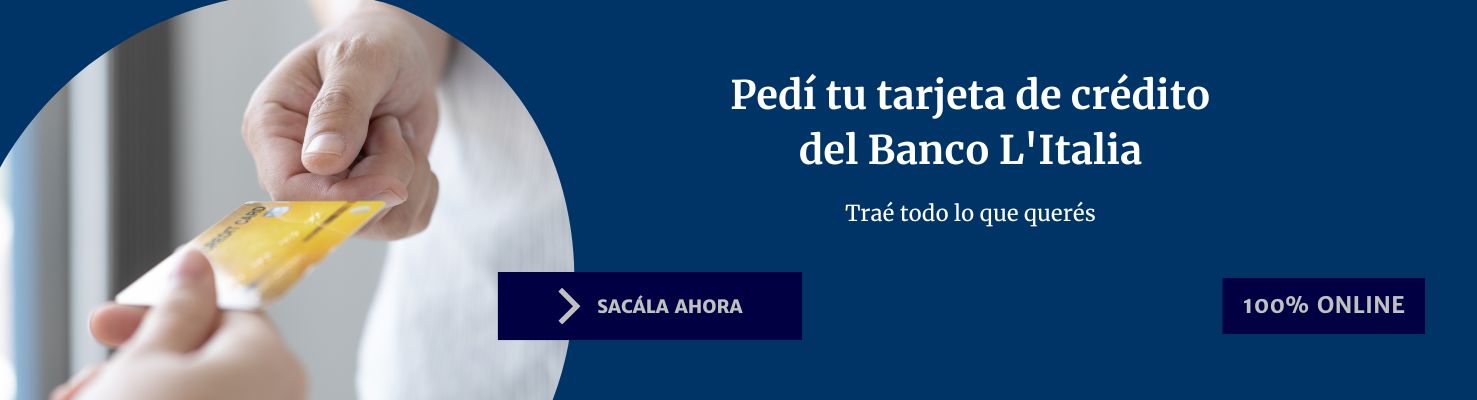 Pedí tu tarjeta de crédito
del Banco L'Italia
Traé todo lo que querés
SACÁLA AHORA
100% ONLINE
CREDIT CARD